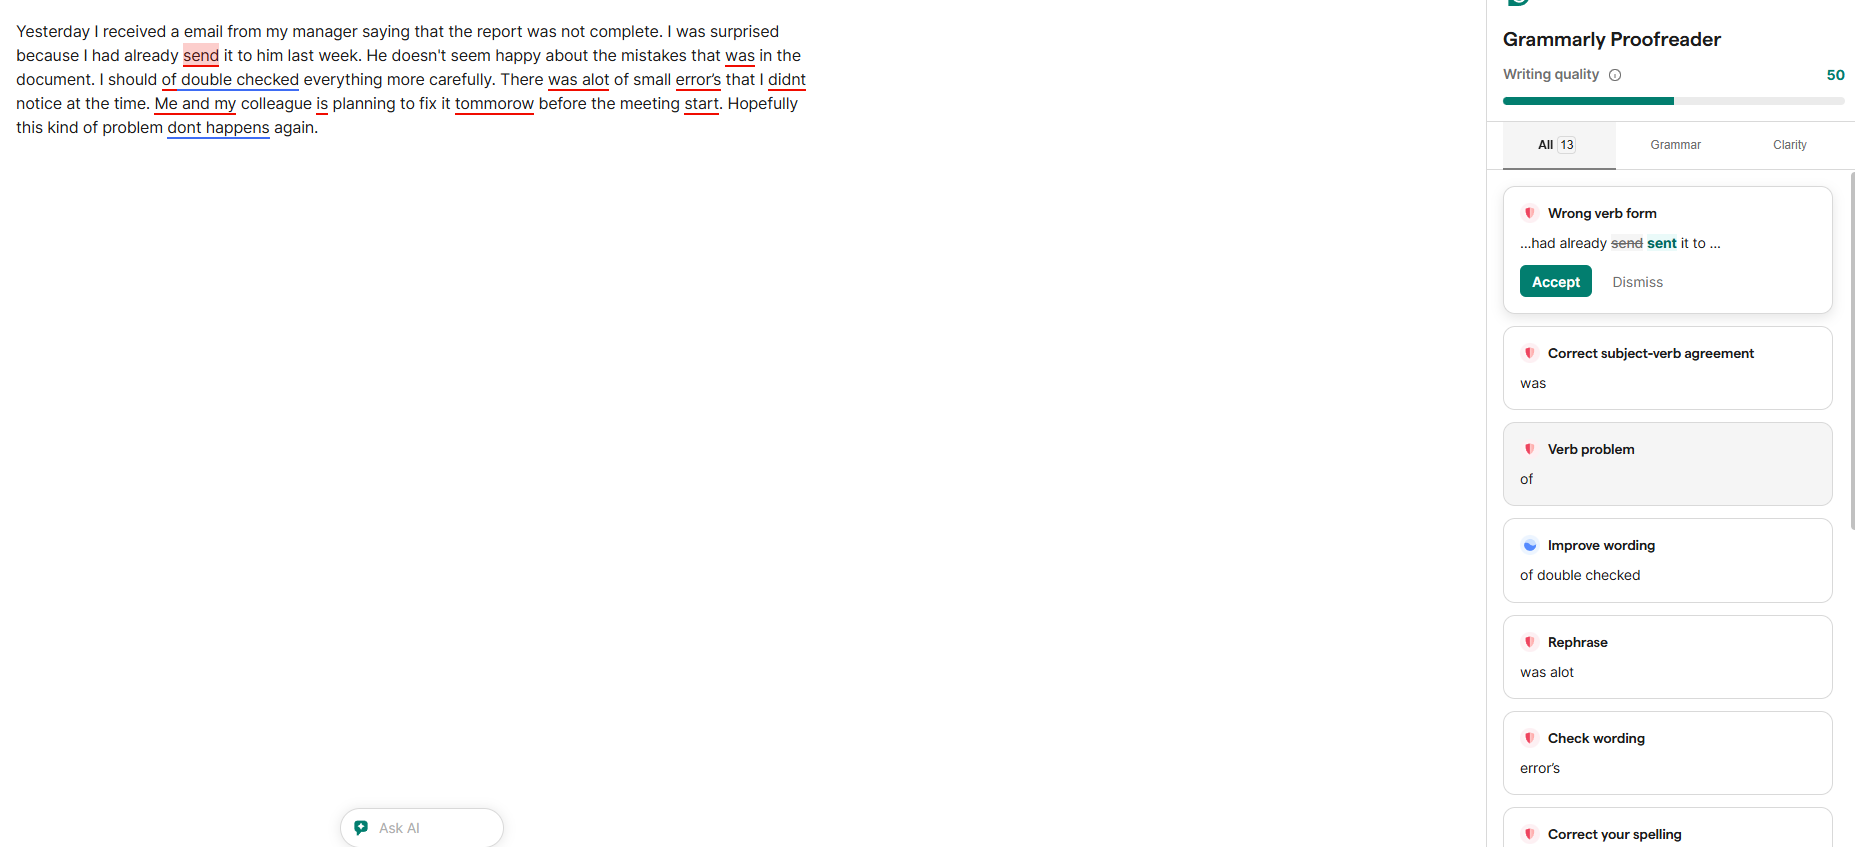 Yesterday I received a email from my manager saying that the report was not complete. I was surprised
because I had already send it to him last week. He doesn't seem happy about the mistakes that was in the
document. I should of double checked everything more carefully. There was alot of small error's that I didnt
notice at the time. Me and my colleague is planning to fix it tommorow before the meeting start. Hopefully
this kind of problem dont happens again.
Ask AI
Grammarly Proofreader
Writing quality 50
All 13 Grammar Clarity
Wrong verb form
...had already send sent it to ...
Accept Dismiss
Correct subject-verb agreement
was
Verb problem
of
Improve wording
of double checked
Rephrase
was alot
Check wording
error's
Correct your spelling